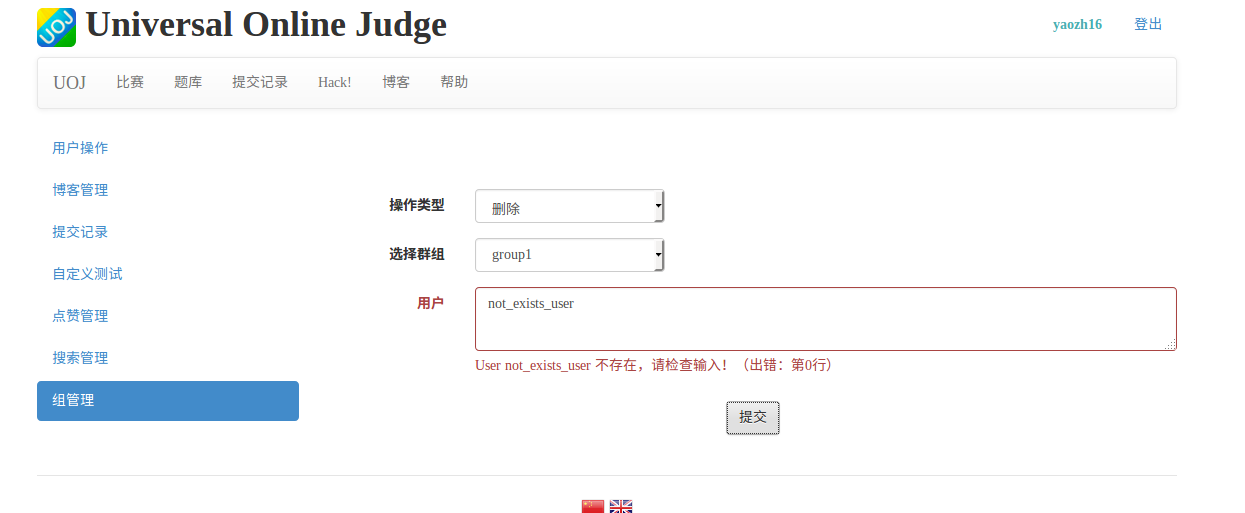 UOJ Universal Online Judge
yaozh16 登出
UOJ 比赛 题库 提交记录 Hack! 博客 帮助
用户操作
博客管理
提交记录
自定义测试
点赞管理
搜索管理
组管理
操作类型 删除
选择群组 group1
用户 not_exists_user
User not_exists_user 不存在，请检查输入！（出错：第0行）
提交